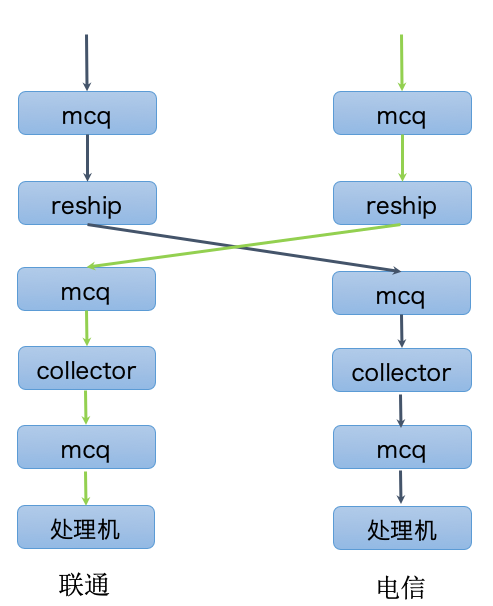 mcq
mcq
reship
reship
mcq
mcq
collector
collector
mcq
mcq
处理机
处理机
联通
电信